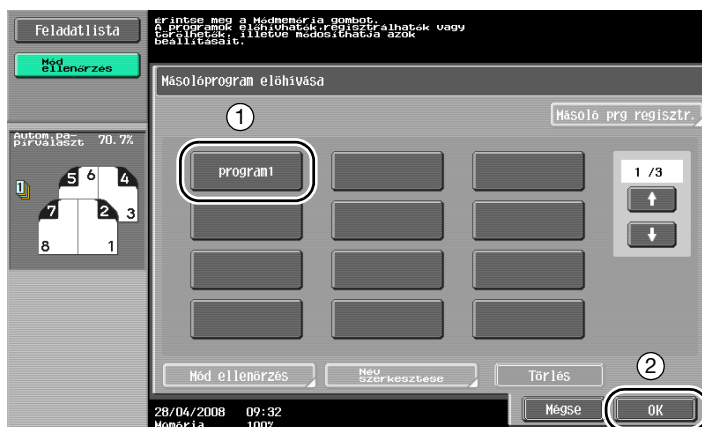 Feladatlista
Mód
ellenőrzés
Érintse meg a Módmemória gombot.
A programok előhívhatók,regisztrálhatók vagy
törölhetők, illetve módosíthatja azok
beállításait.
Másolóprogram előhívása
1
Másoló prg regisztr.
Autom.pa-
pírválaszt 70.7%
1
5 6 4
7 2 3
8 1
program1
1 /3
Mód ellenőrzés
Név
szerkesztése
Törlés
2
Mégse
OK
28/04/2008 09:32
Memória 100%